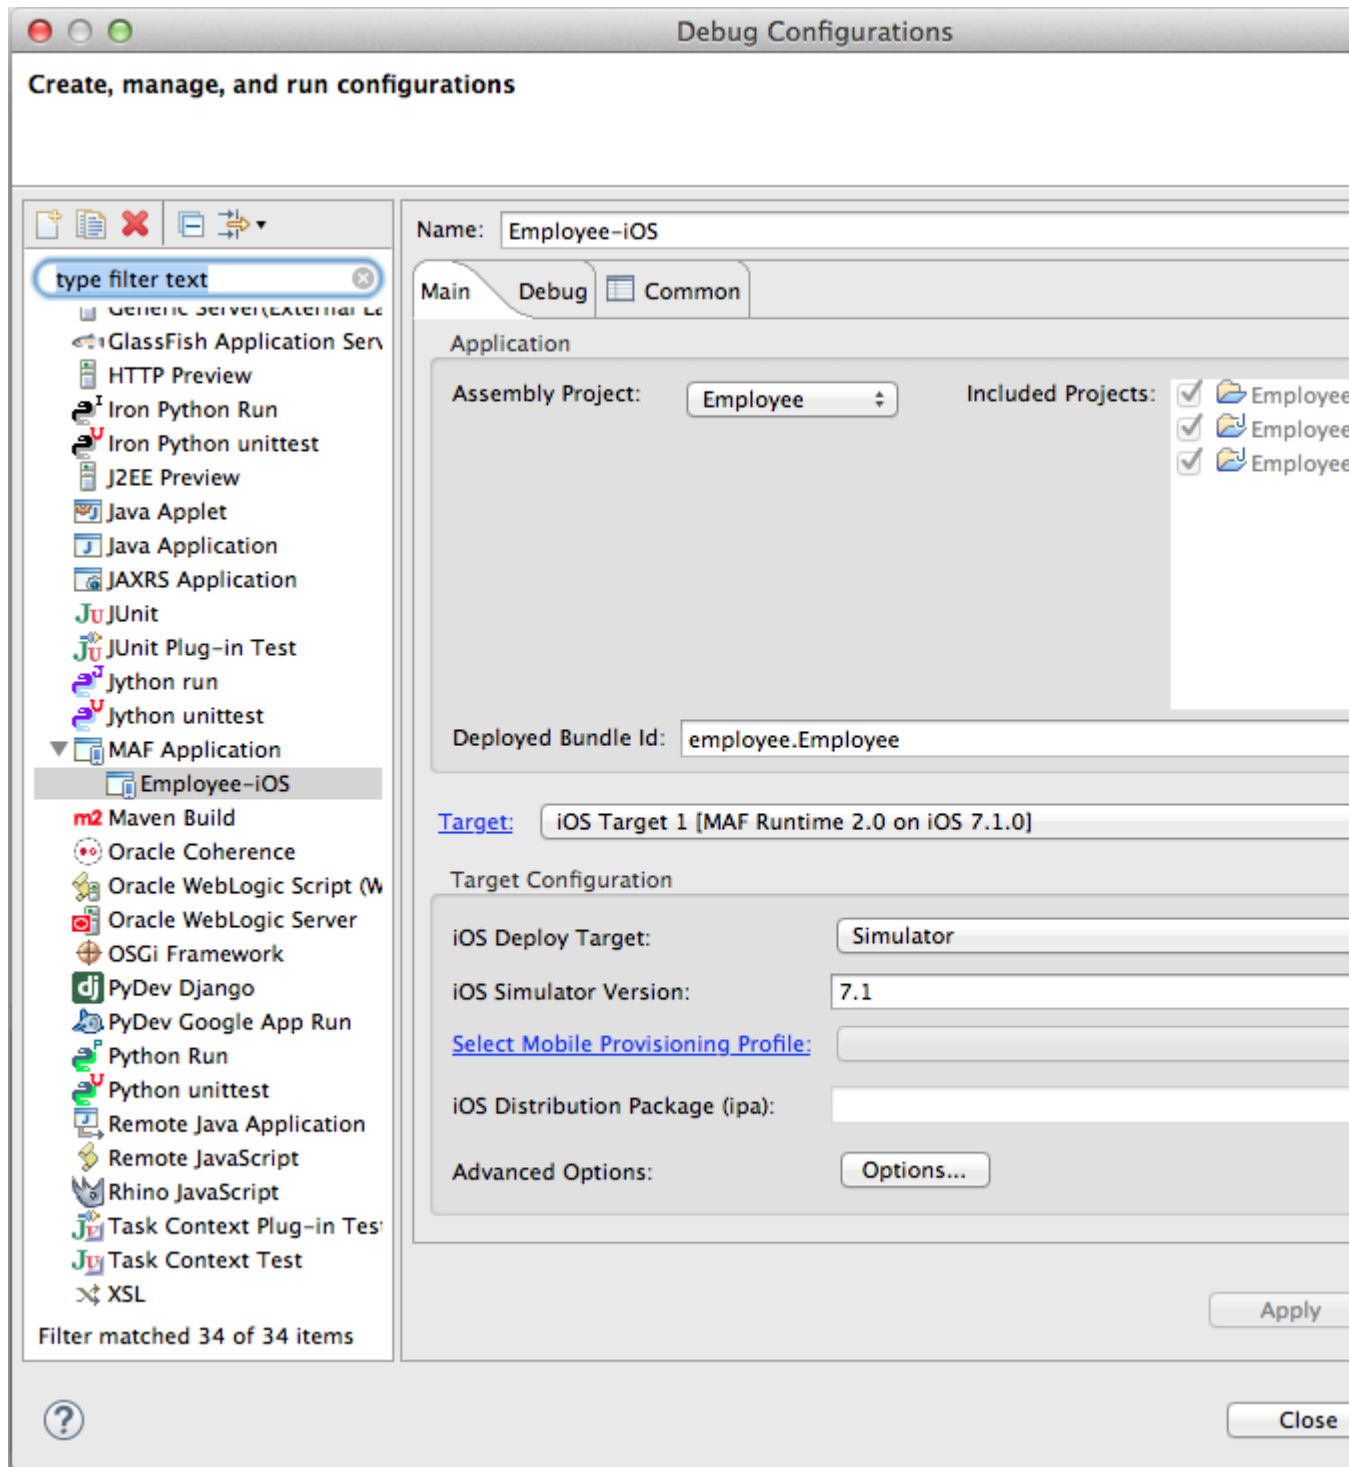 Debug Configurations
Create, manage, and run configurations
type filter text
Generic Server(External La
GlassFish Application Serv
HTTP Preview
Iron Python Run
Iron Python unittest
J2EE Preview
Java Applet
Java Application
JAXRS Application
JUnit
JUnit Plug-in Test
Jython run
Jython unittest
MAF Application
Employee-iOS
m2 Maven Build
Oracle Coherence
Oracle WebLogic Script (W
Oracle WebLogic Server
OSGi Framework
dj PyDev Django
PyDev Google App Run
Python Run
Python unittest
Remote Java Application
Remote JavaScript
Rhino JavaScript
Task Context Plug-in Test
Task Context Test
XSL
Filter matched 34 of 34 items
Name: Employee-iOS
Main Debug Common
Application
Assembly Project: Employee Included Projects: Employee
Employee
Employee
Deployed Bundle Id: employee.Employee
Target: iOS Target 1 [MAF Runtime 2.0 on iOS 7.1.0]
Target Configuration
iOS Deploy Target: Simulator
iOS Simulator Version: 7.1
Select Mobile Provisioning Profile:
iOS Distribution Package (ipa):
Advanced Options: Options...
Apply
? Close